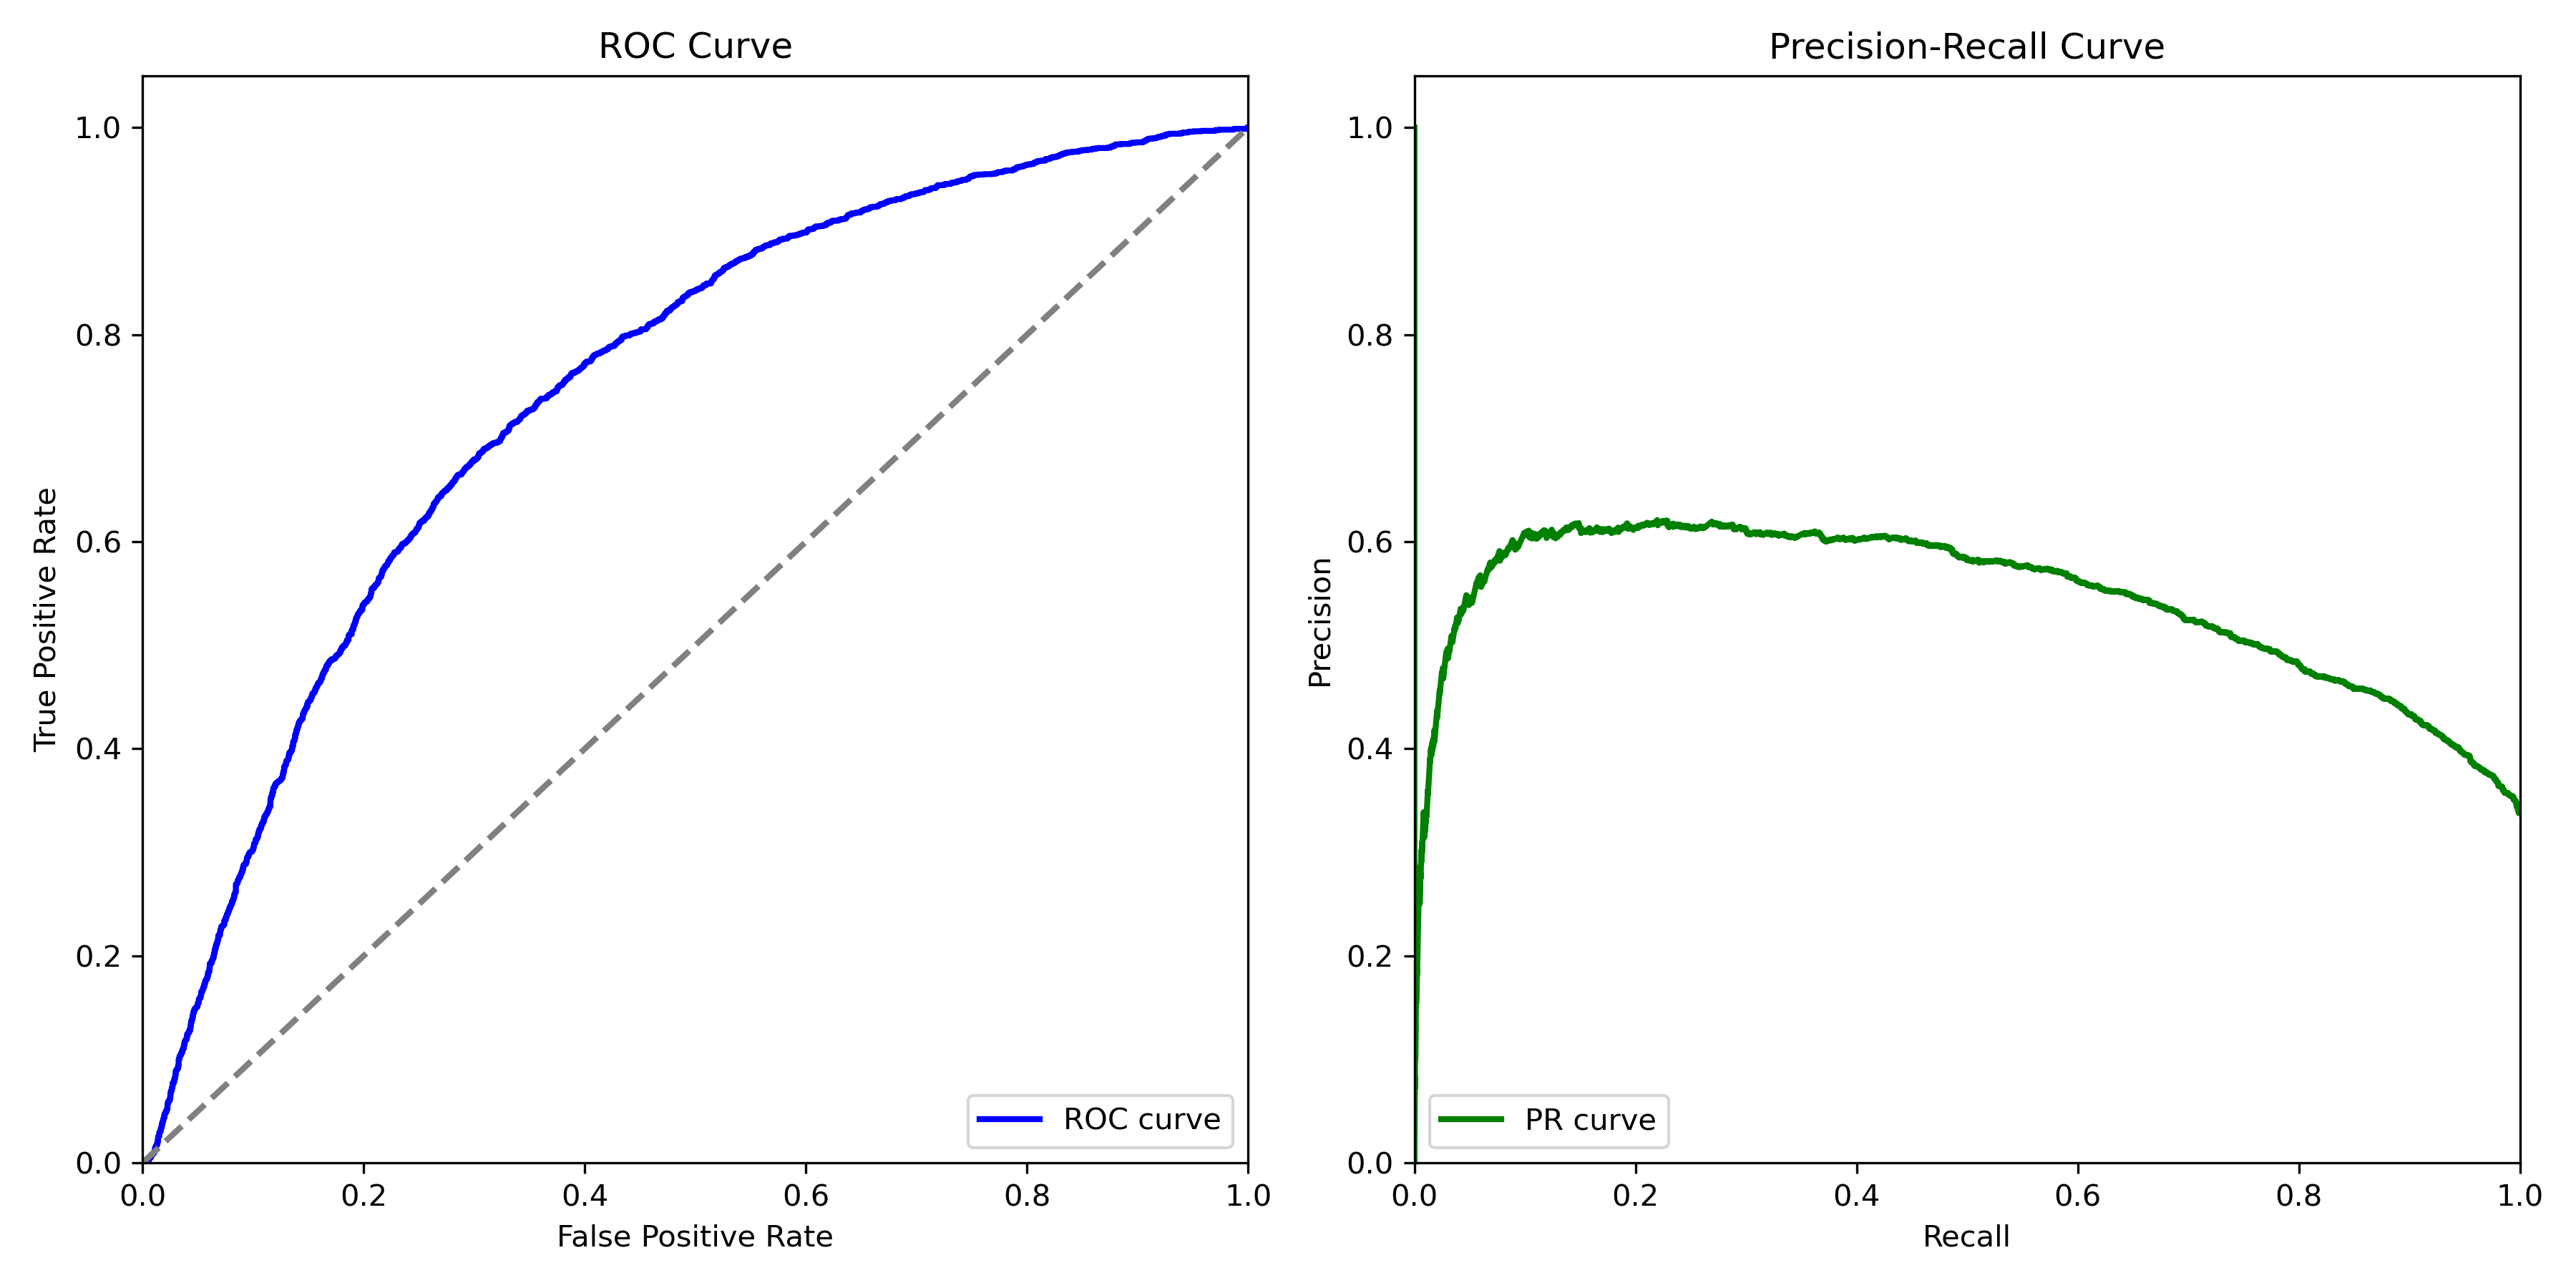 ROC Curve
1.0
0.8
0.6
0.4
0.2
0.0
True Positive Rate
0.0 0.2 0.4 0.6 0.8 1.0
False Positive Rate
ROC curve
Precision-Recall Curve
1.0
0.8
0.6
0.4
0.2
0.0
Precision
0.0 0.2 0.4 0.6 0.8 1.0
Recall
PR curve